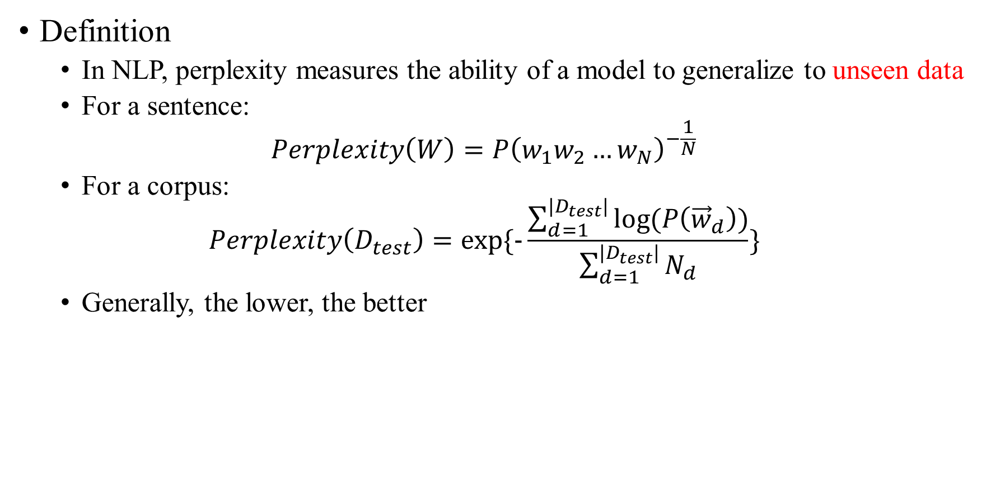 • Definition
• In NLP, perplexity measures the ability of a model to generalize to unseen data
• For a sentence:
$Perplexity(W) = P(w_1 w_2 \ldots w_N)^{-\frac{1}{N}}$
• For a corpus:
$Perplexity(D_{test}) = \exp\{-\frac{\sum_{d=1}^{|D_{test}|} \log(P(\vec{w}_d))}{\sum_{d=1}^{|D_{test}|} N_d}\}$
• Generally, the lower, the better